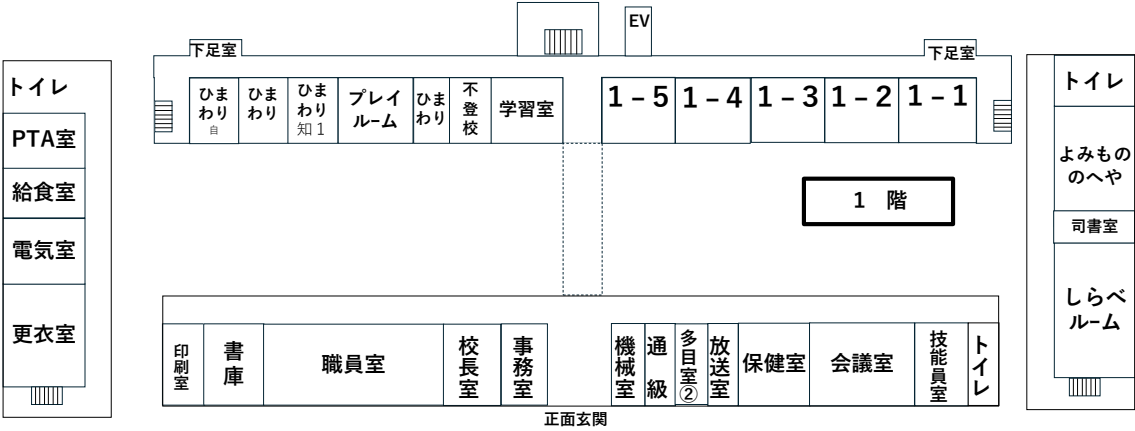 EV
下足室
下足室
トイレ
PTA室
給食室
電気室
更衣室
ひま
わり
自
ひま
わり
ひま
わり
知1
プレイ
ルーム
ひま
わり
不
登
校
学習室
1－5
1－4
1－3
1－2
1－1
トイレ
よみもの
のへや
司書室
しらべ
ルーム
1 階
印刷室
書庫
職員室
校長室
事務室
機械室
通 級
多目室②
放送室
保健室
会議室
技能員室
トイレ
正面玄関